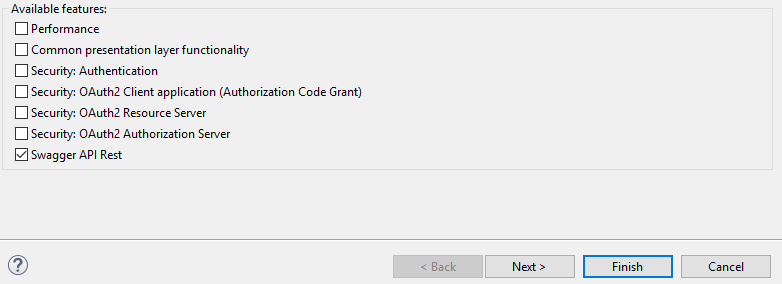 Available features:
Performance
Common presentation layer functionality
Security: Authentication
Security: OAuth2 Client application (Authorization Code Grant)
Security: OAuth2 Resource Server
Security: OAuth2 Authorization Server
Swagger API Rest
? < Back Next > Finish Cancel